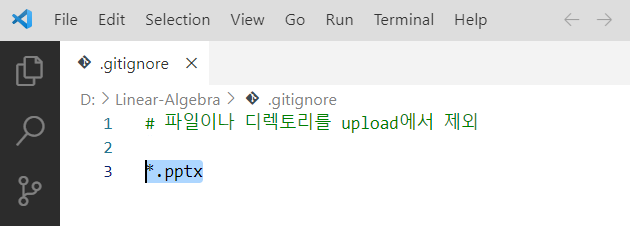 File Edit Selection View Go Run Terminal Help
.gitignore
D: > Linear-Algebra > .gitignore
1 # 파일이나 디렉토리를 upload에서 제외
2
3 *.pptx